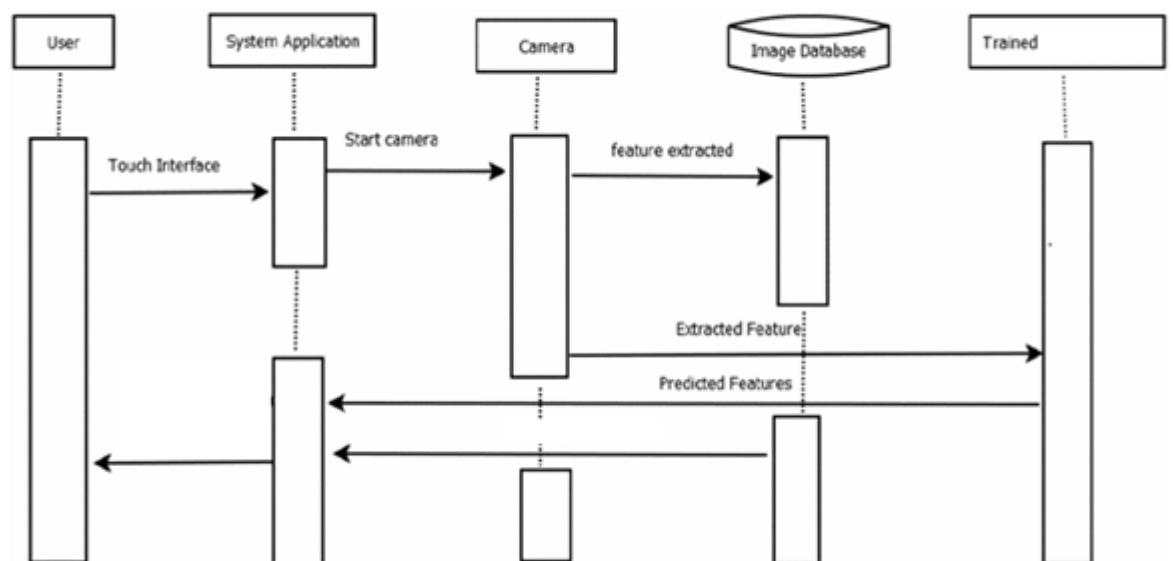 User
System Application
Camera
Image Database
Trained
Start camera
feature extracted
Touch Interface
Extracted Feature
Predicted Features